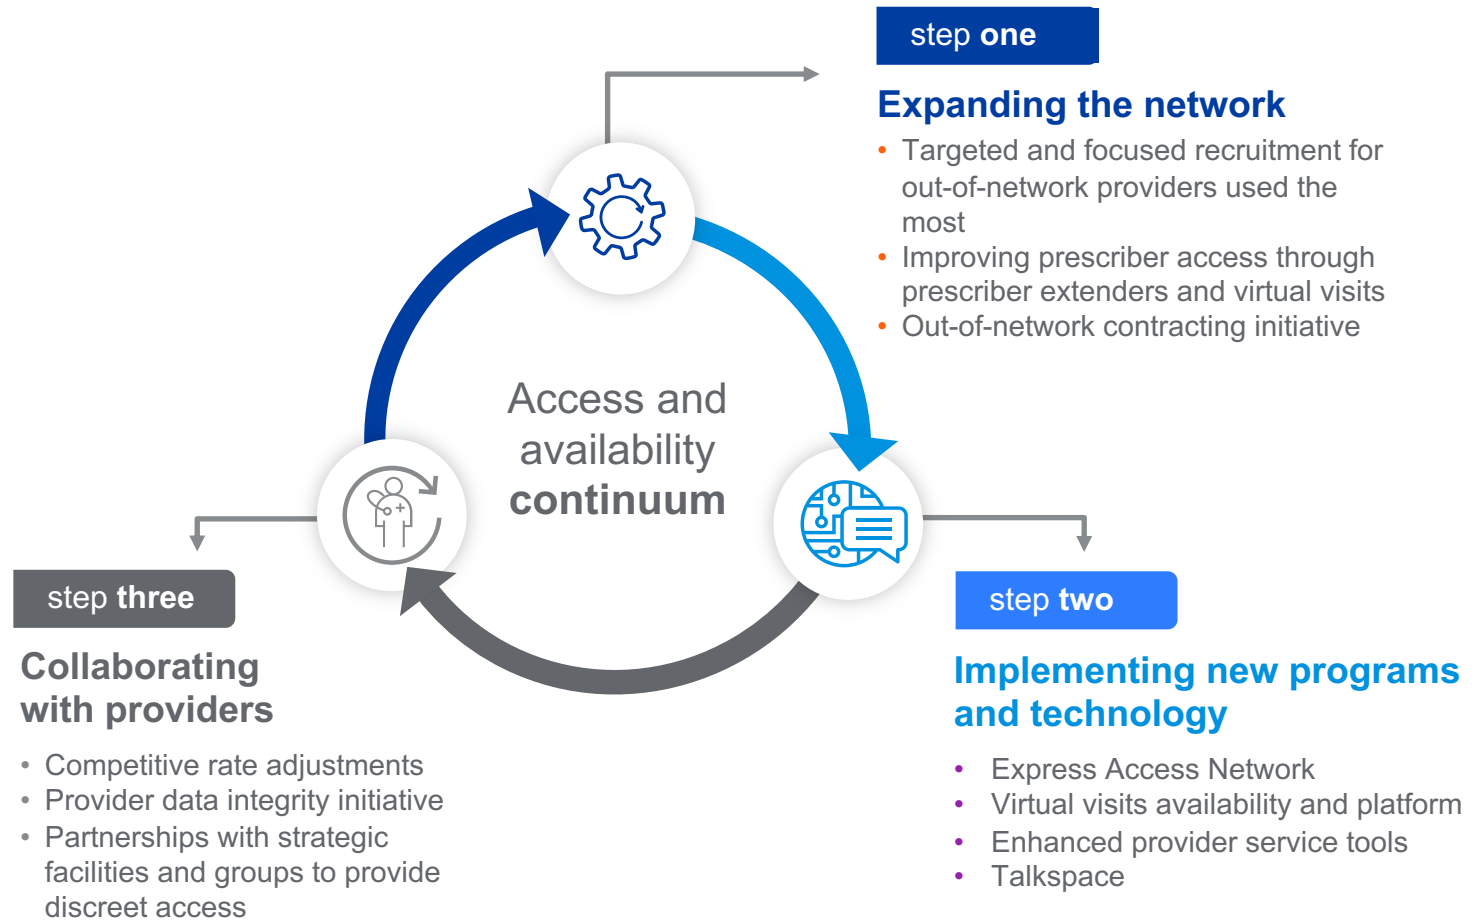 step one
Expanding the network
• Targeted and focused recruitment for
out-of-network providers used the
most
• Improving prescriber access through
prescriber extenders and virtual visits
• Out-of-network contracting initiative
Access and
availability
continuum
step two
Implementing new programs
and technology
• Express Access Network
• Virtual visits availability and platform
• Enhanced provider service tools
• Talkspace
step three
Collaborating
with providers
• Competitive rate adjustments
• Provider data integrity initiative
• Partnerships with strategic
facilities and groups to provide
discreet access